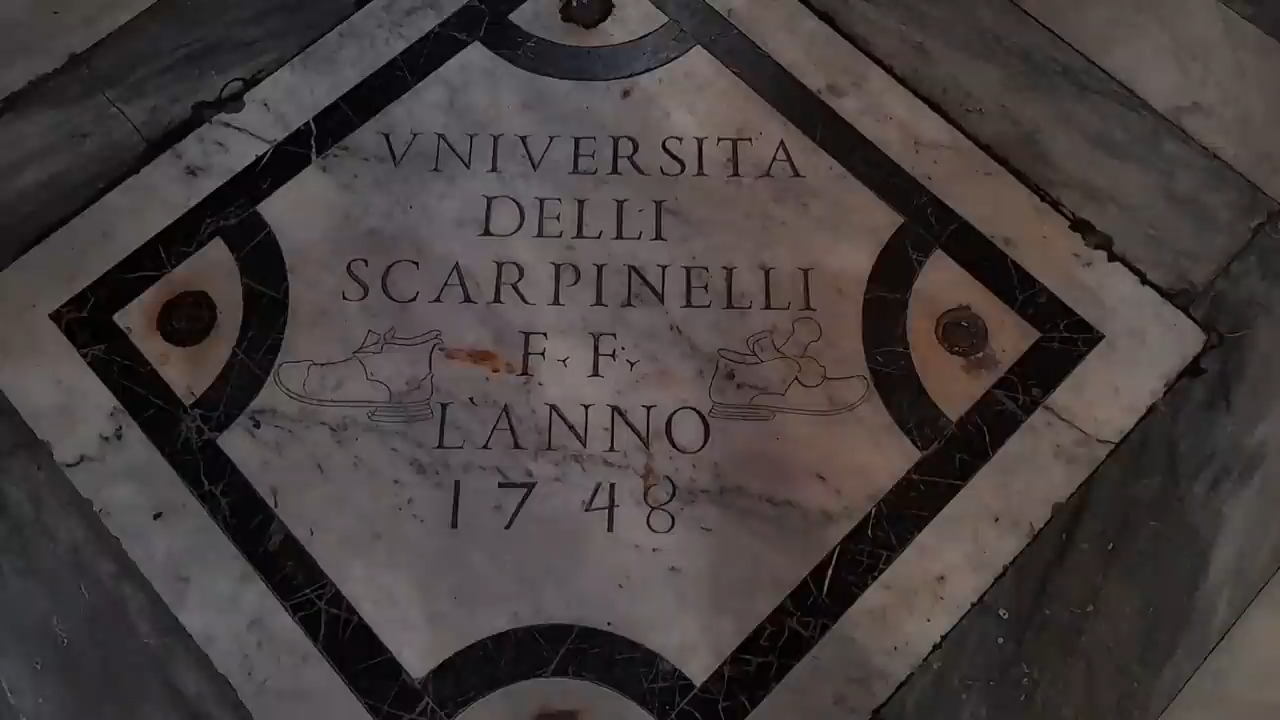 VNIVERSITA
DELLI
SCARPINELLI
F. F.
L'ANNO
1748